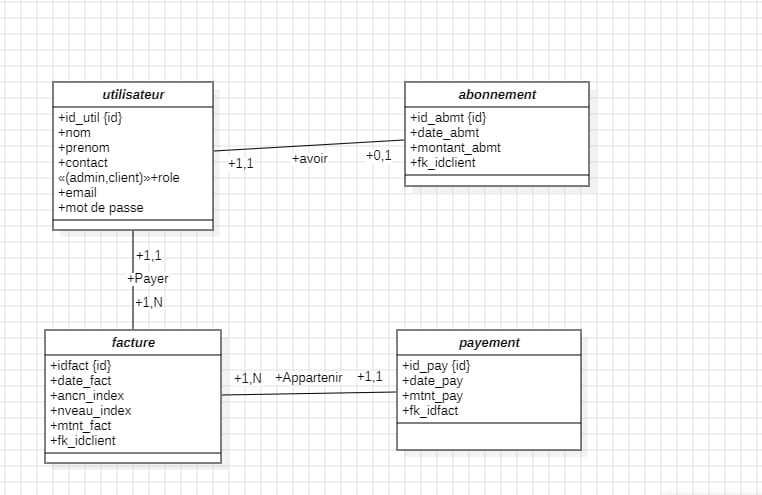 utilisateur
+id_util {id}
+nom
+prenom
+contact
«(admin,client)»+role
+email
+mot de passe
abonnement
+id_abmt {id}
+date_abmt
+montant_abmt
+fk_idclient
+1,1
+avoir
+0,1
+1,1
+Payer
+1,N
facture
+idfact {id}
+date_fact
+ancn_index
+nveau_index
+mtnt_fact
+fk_idclient
+1,N
+Appartenir
+1,1
payement
+id_pay {id}
+date_pay
+mtnt_pay
+fk_idfact